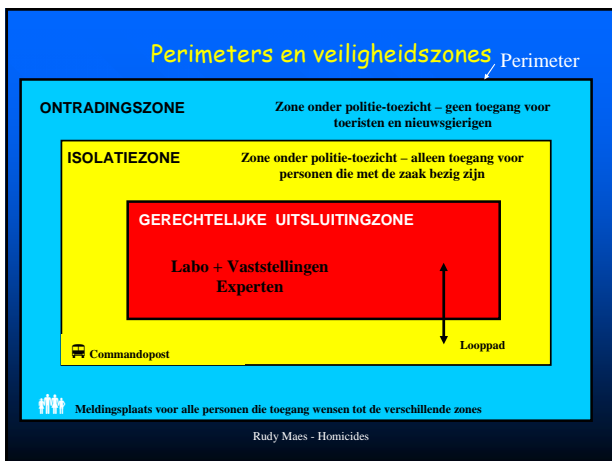 Perimeters en veiligheidszones
Perimeter
ONTRADINGSZONE
Zone onder politie-toezicht – geen toegang voor
toeristen en nieuwsgierigen
ISOLATIEZONE
Zone onder politie-toezicht – alleen toegang voor
personen die met de zaak bezig zijn
GERECHTELIJKE UITSLUITINGZONE
Labo + Vaststellingen
Experten
Looppad
Commandopost
Meldingsplaats voor alle personen die toegang wensen tot de verschillende zones
Rudy Maes - Homicides